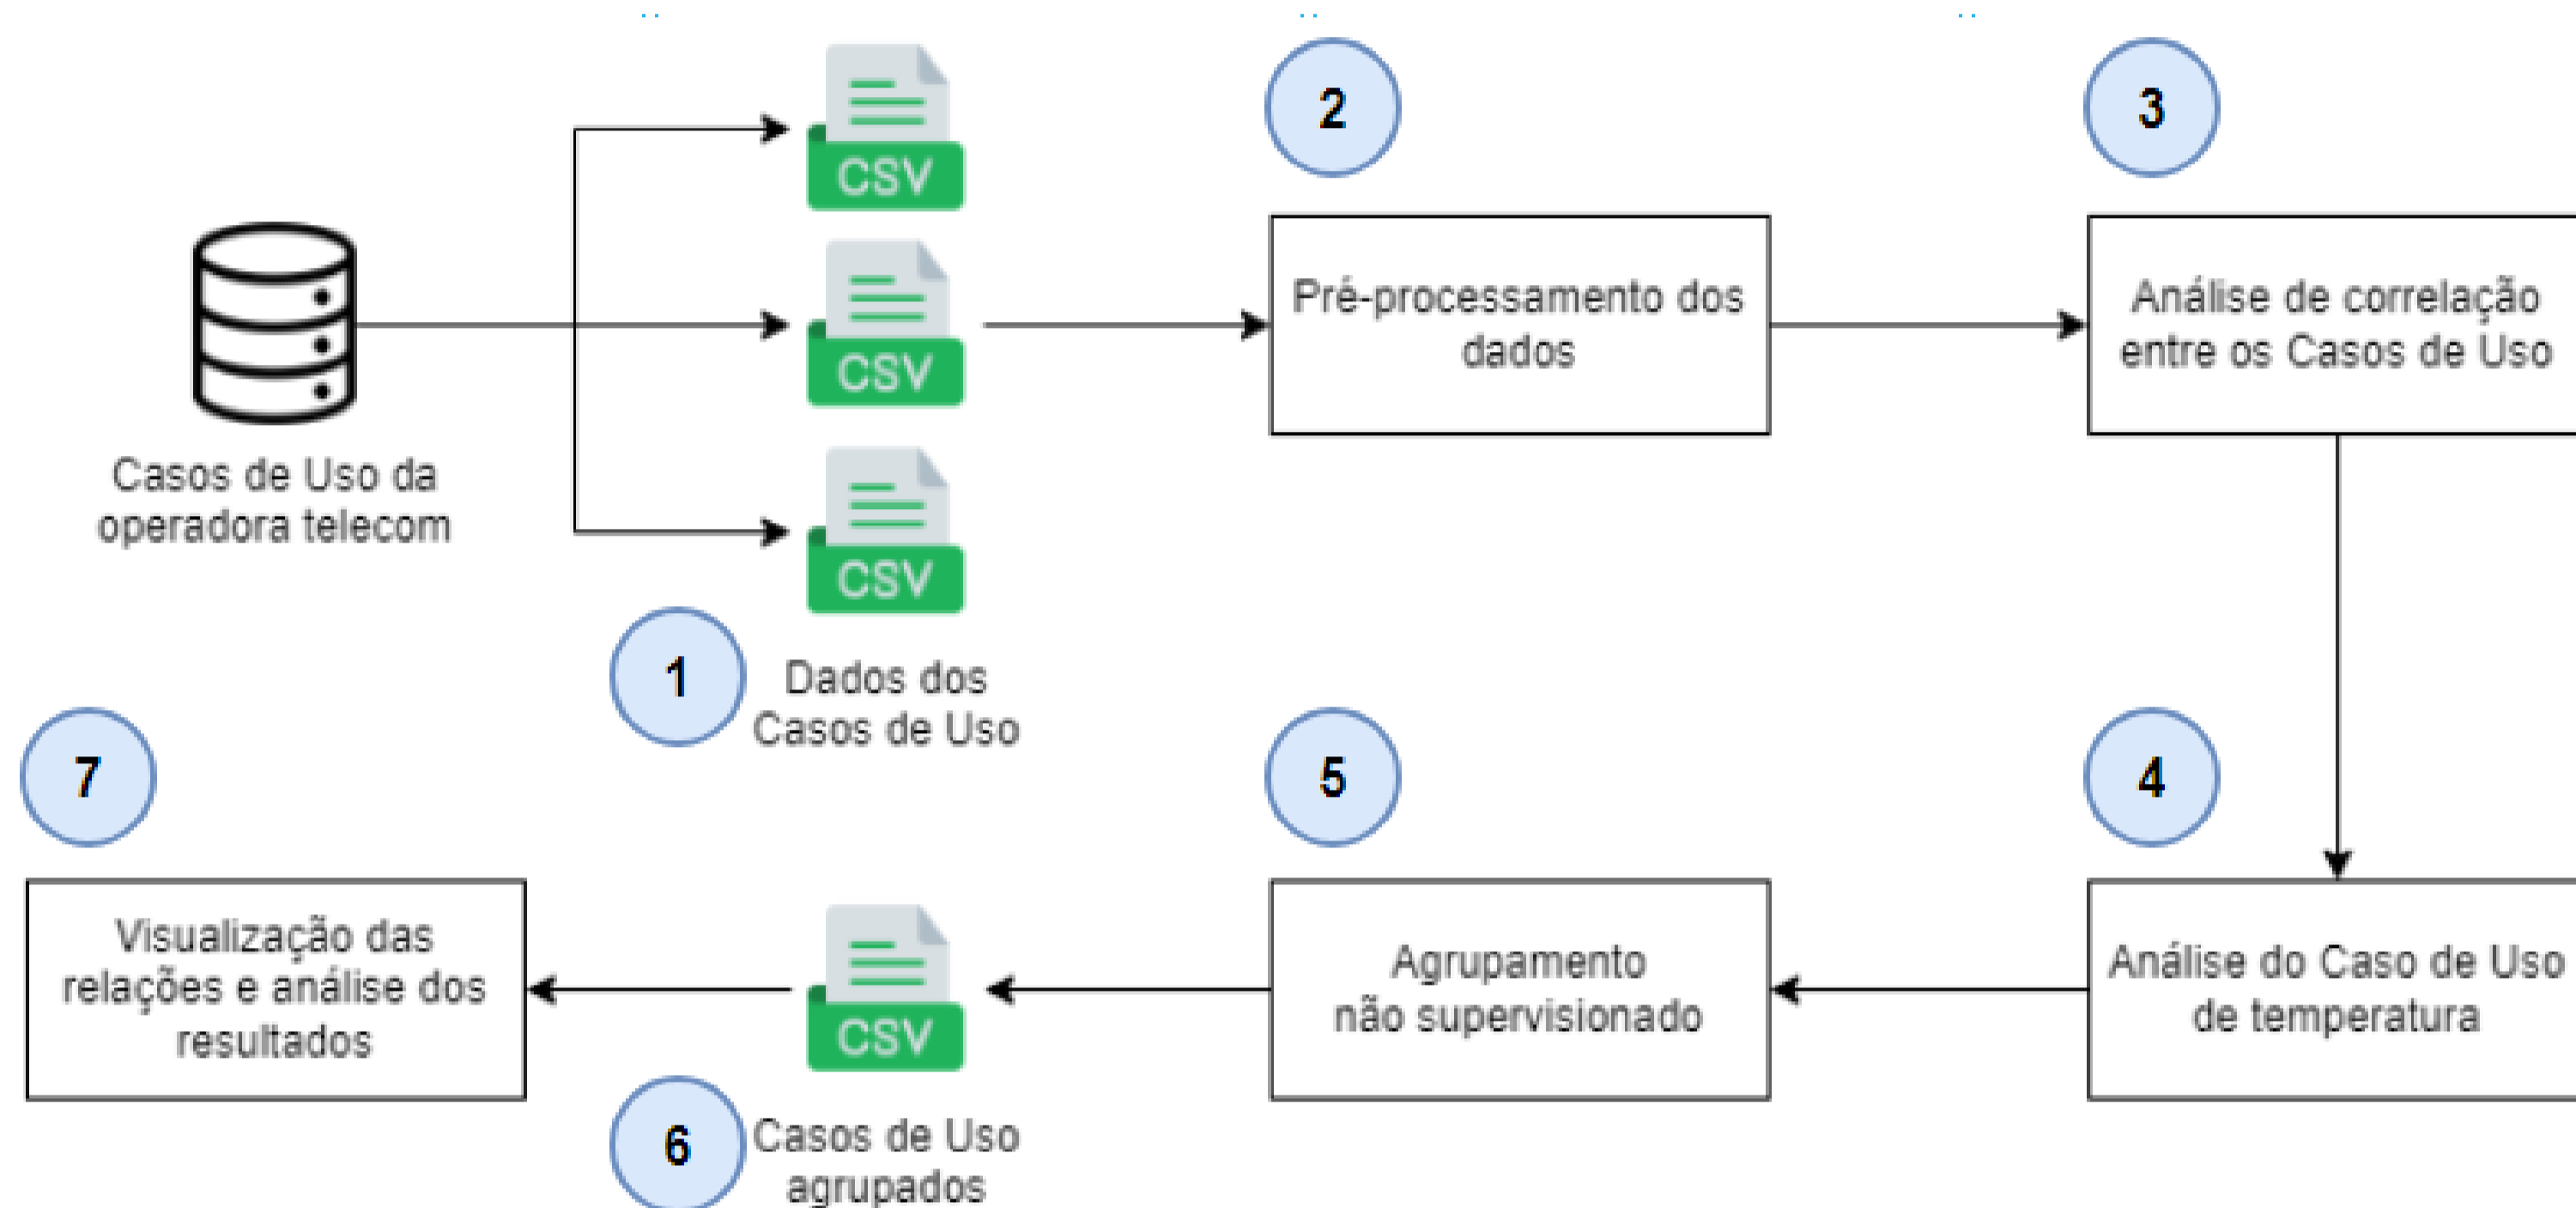 CSV
2
3
Casos de Uso da
operadora telecom
CSV
Pré-processamento dos
dados
Análise de correlação
entre os Casos de Uso
CSV
1
Dados dos
Casos de Uso
7
5
4
Visualização das
relações e análise dos
resultados
CSV
Agrupamento
não supervisionado
Análise do Caso de Uso
de temperatura
6
Casos de Uso
agrupados